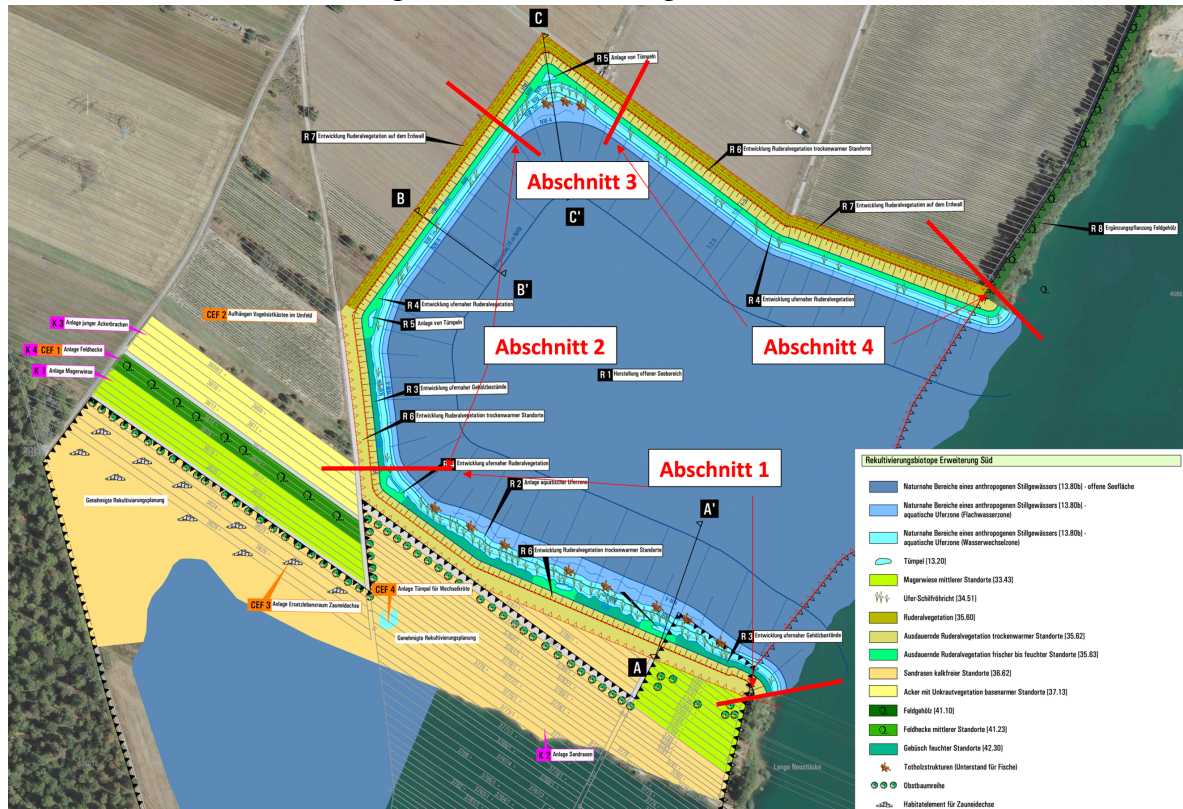 C
R 5 Anlage von Tümpeln
R 7 Entwicklung Ruderalvegetation auf dem Erdwall
R 6 Entwicklung Ruderalvegetation trockenwarmer Standorte
Abschnitt 3
B
C'
R 7 Entwicklung Ruderalvegetation auf dem Erdwall
R 8 Ergänzungspflanzung Feldgehölz
B'
R 4 Entwicklung ufernaher Ruderalvegetation
R 4 Entwicklung ufernaher Ruderalvegetation
CEF 2 Aufhängen Vogelnistkästen im Umfeld
R 5 Anlage von Tümpeln
K 3 Anlage junger Ackerbrachen
K 4 CEF 1 Anlage Feldhecke
K 1 Anlage Magerwiese
Abschnitt 2
Abschnitt 4
R 1 Herstellung offener Seebereich
R 3 Entwicklung ufernaher Gehölzbestände
R 6 Entwicklung Ruderalvegetation trockenwarmer Standorte
Entwicklung ufernaher Ruderalvegetation
Abschnitt 1
R 2 Anlage aquatischer Uferzone
Genehmigte Rekultivierungsplanung
A'
R 6 Entwicklung Ruderalvegetation trockenwarmer Standorte
CEF 4 Anlage Tümpel für Wechselkröte
CEF 3 Anlage Ersatzlebensraum Zauneidechse
Genehmigte Rekultivierungsplanung
R 3 Entwicklung ufernaher Gehölzbestände
A
K 2 Anlage Sandrasen
Lange Neustücke
Rekultivierungsbiotope Erweiterung Süd
Naturnahe Bereiche eines anthropogenen Stillgewässers (13.80b) - offene Seefläche
Naturnahe Bereiche eines anthropogenen Stillgewässers (13.80b) -
aquatische Uferzone (Flachwasserzone)
Naturnahe Bereiche eines anthropogenen Stillgewässers (13.80b) -
aquatische Uferzone (Wasserwechselzone)
Tümpel (13.20)
Magerwiese mittlerer Standorte (33.43)
Ufer-Schilfröhricht (34.51)
Ruderalvegetation (35.60)
Ausdauernde Ruderalvegetation trockenwarmer Standorte (35.62)
Ausdauernde Ruderalvegetation frischer bis feuchter Standorte (35.63)
Sandrasen kalkfreier Standorte (36.62)
Acker mit Unkrautvegetation basenarmer Standorte (37.13)
Feldgehölz (41.10)
Feldhecke mittlerer Standorte (41.23)
Gebüsch feuchter Standorte (42.30)
Totholzstrukturen (Unterstand für Fische)
Obstbaumreihe
Habitatelement für Zauneidechse